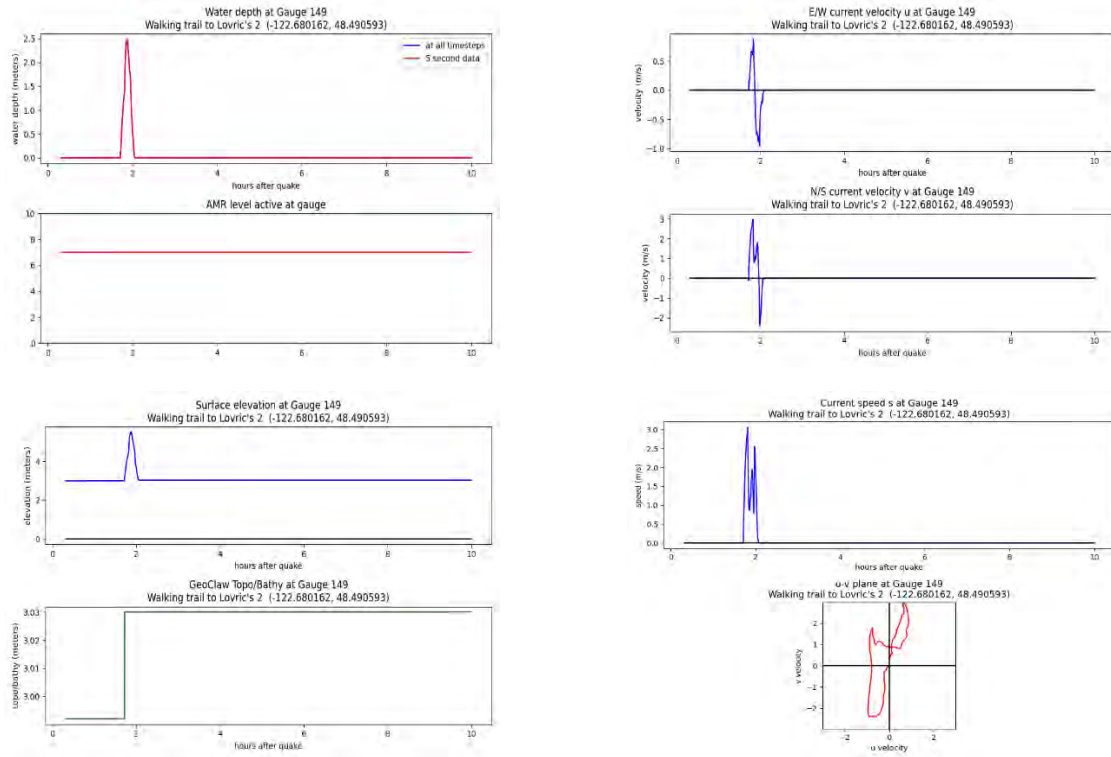 Water depth at Gauge 149
Walking trail to Lovric's 2 (-122.680162, 48.490593)
at all timesteps
5 second data
water depth (meters)
2.5
2.0
1.5
1.0
0.5
0.0
0 2 4 6 8 10
hours after quake
AMR level active at gauge
10
8
6
4
2
0
0 2 4 6 8 10
Surface elevation at Gauge 149
Walking trail to Lovric's 2 (-122.680162, 48.490593)
elevation (meters)
4
2
0
0 2 4 6 8 10
hours after quake
GeoClaw Topo/Bathy at Gauge 149
Walking trail to Lovric's 2 (-122.680162, 48.490593)
topo/bathy (meters)
3.03
3.02
3.01
3.00
0 2 4 6 8 10
hours after quake
E/W current velocity u at Gauge 149
Walking trail to Lovric's 2 (-122.680162, 48.490593)
velocity (m/s)
0.5
0.0
−0.5
−1.0
0 2 4 6 8 10
hours after quake
N/S current velocity v at Gauge 149
Walking trail to Lovric's 2 (-122.680162, 48.490593)
velocity (m/s)
3
2
1
0
−1
−2
0 2 4 6 8 10
hours after quake
Current speed s at Gauge 149
Walking trail to Lovric's 2 (-122.680162, 48.490593)
speed (m/s)
3.0
2.5
2.0
1.5
1.0
0.5
0.0
0 2 4 6 8 10
hours after quake
u-v plane at Gauge 149
Walking trail to Lovric's 2 (-122.680162, 48.490593)
v velocity
2
1
0
−1
−2
−2 0 2
u velocity